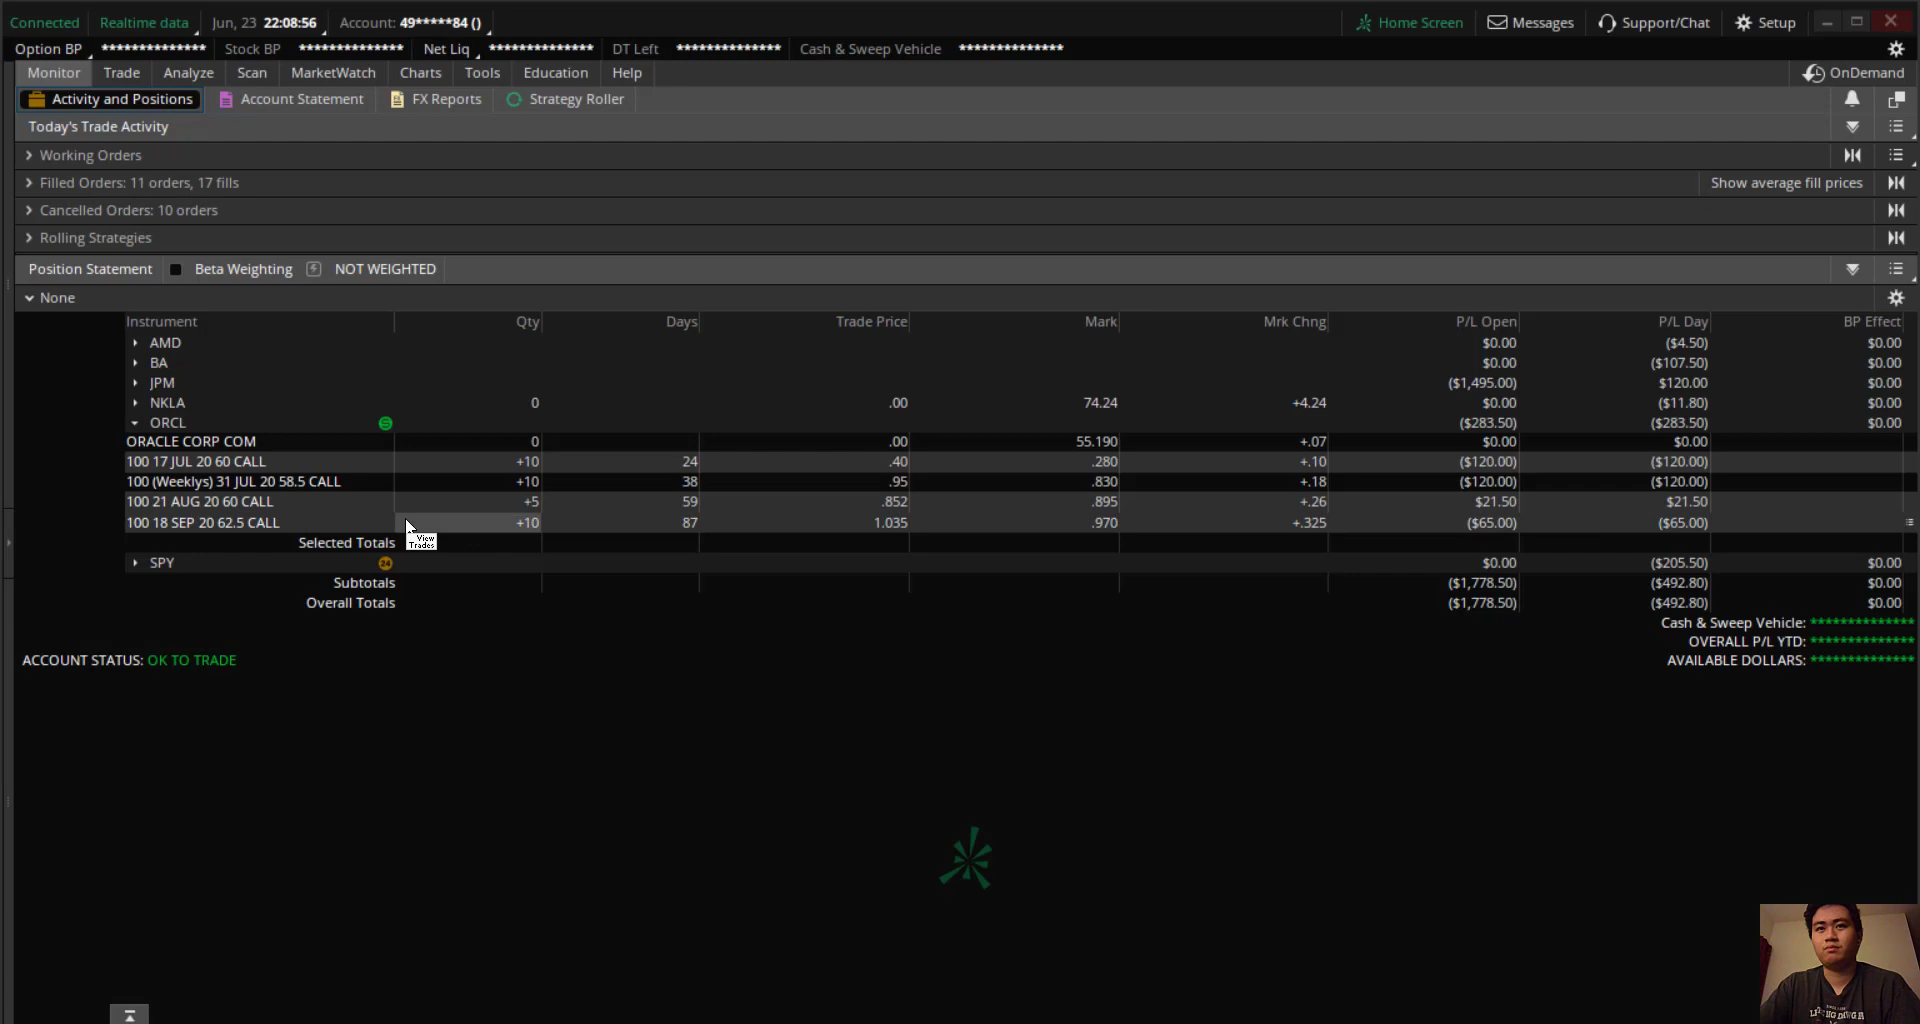 Connected Realtime data Jun, 23 22:08:56 Account: 49*****84 () Home Screen Messages Support/Chat Setup
Option BP ************** Stock BP ************** Net Liq ************** DT Left ************** Cash & Sweep Vehicle **************
Monitor Trade Analyze Scan MarketWatch Charts Tools Education Help OnDemand
Activity and Positions Account Statement FX Reports Strategy Roller
Today's Trade Activity
Working Orders
Filled Orders: 11 orders, 17 fills Show average fill prices
Cancelled Orders: 10 orders
Rolling Strategies
Position Statement Beta Weighting NOT WEIGHTED
None
Instrument Qty Days Trade Price Mark Mrk Chng P/L Open P/L Day BP Effect
AMD $0.00 ($4.50) $0.00
BA $0.00 ($107.50) $0.00
JPM ($1,495.00) $120.00 $0.00
NKLA 0 .00 74.24 +4.24 $0.00 ($11.80) $0.00
ORCL S ($283.50) ($283.50) $0.00
ORACLE CORP COM 0 .00 55.190 +.07 $0.00 $0.00
100 17 JUL 20 60 CALL +10 24 .40 .280 +.10 ($120.00) ($120.00)
100 (Weeklys) 31 JUL 20 58.5 CALL +10 38 .95 .830 +.18 ($120.00) ($120.00)
100 21 AUG 20 60 CALL +5 59 .852 .895 +.26 $21.50 $21.50
100 18 SEP 20 62.5 CALL +10 87 1.035 .970 +.325 ($65.00) ($65.00)
View
Trades
Selected Totals
SPY 24 $0.00 ($205.50) $0.00
Subtotals ($1,778.50) ($492.80) $0.00
Overall Totals ($1,778.50) ($492.80) $0.00
Cash & Sweep Vehicle: **************
OVERALL P/L YTD: **************
ACCOUNT STATUS: OK TO TRADE AVAILABLE DOLLARS: **************